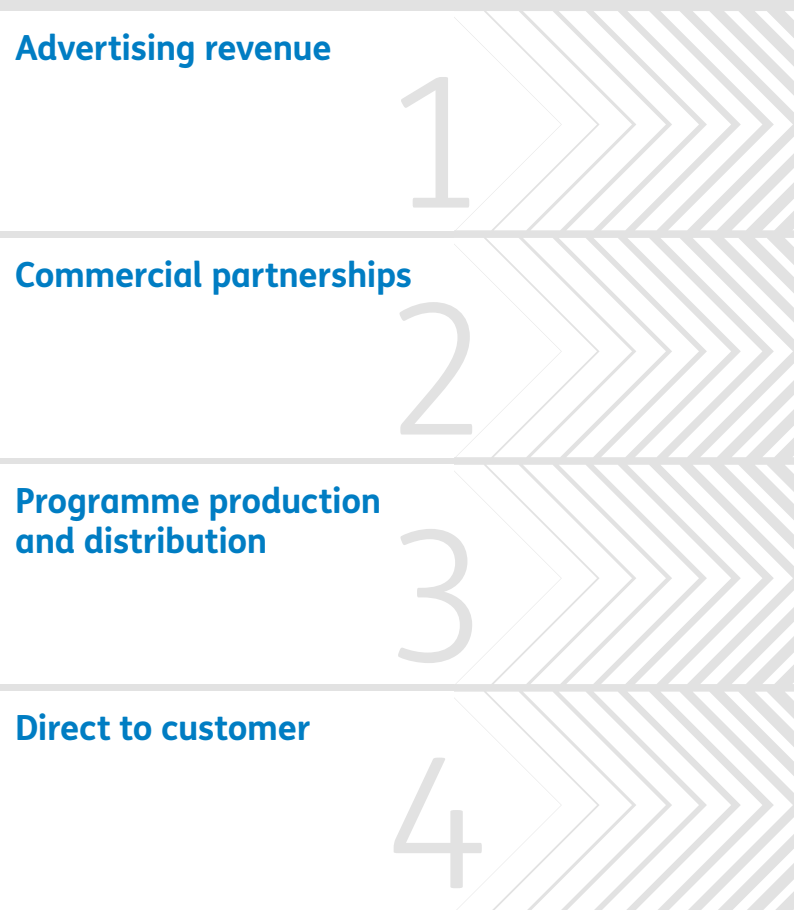 Advertising revenue
1
Commercial partnerships
2
Programme production
and distribution
3
Direct to customer
4